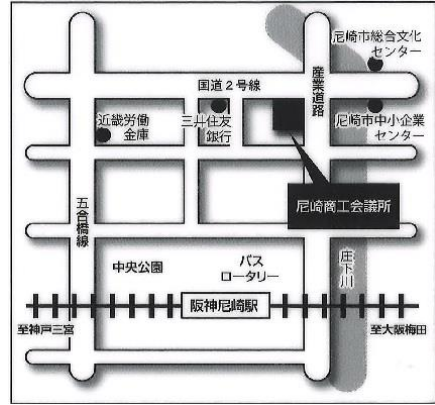 尼崎市総合文化
センター
国道2号線
産業道路
近畿労働
金庫
三井住友
銀行
尼崎市中小企業
センター
尼崎商工会議所
五合橋線
中央公園
バス
ロータリー
庄下川
阪神尼崎駅
至神戸三宮
至大阪梅田